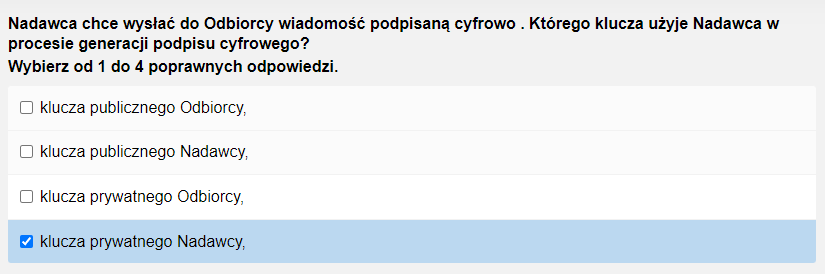 Nadawca chce wysłać do Odbiorcy wiadomość podpisaną cyfrowo . Którego klucza użyje Nadawca w
procesie generacji podpisu cyfrowego?
Wybierz od 1 do 4 poprawnych odpowiedzi.
klucza publicznego Odbiorcy,
klucza publicznego Nadawcy,
klucza prywatnego Odbiorcy,
klucza prywatnego Nadawcy,